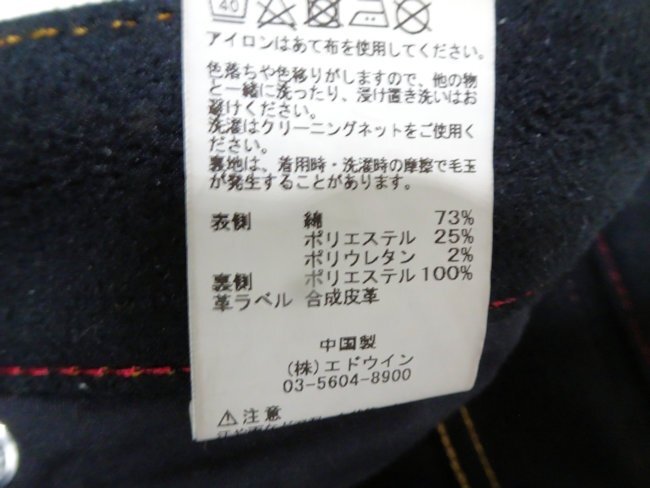 40
アイロンはあて布を使用してください。
色落ちや色移りがしますので、他の物
と一緒に洗ったり、浸け置き洗いはお
避けください。
洗濯はクリーニングネットをご使用く
ださい。
裏地は、着用時・洗濯時の摩擦で毛玉
が発生することがあります。
表側 綿 73%
ポリエステル 25%
ポリウレタン 2%
裏側 ポリエステル 100%
革ラベル 合成皮革
中国製
(株)エドウイン
03-5604-8900
⚠注意